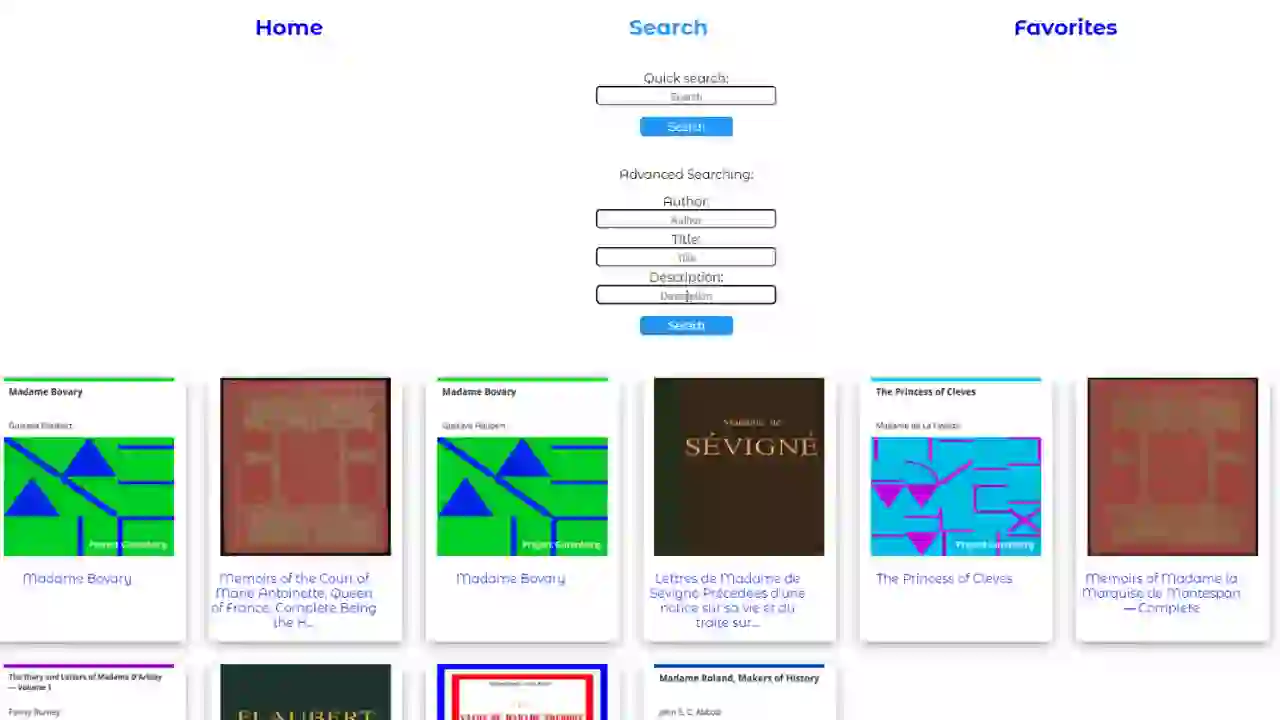 Home
Search
Favorites
Quick search:
Search
Search
Advanced Searching:
Author:
Author
Title:
Title
Description:
Description
Search
Madame Bovary
Gustave Flaubert
Project Gutenberg
Madame Bovary
Memoirs of the Court of
Marie Antoinette, Queen
of France, Complete Being
the H...
Madame Bovary
Gustave Flaubert
Project Gutenberg
Madame Bovary
Madame de
SÉVIGNÉ
Lettres de Madame de
Sévigné Précédées d'une
notice sur sa vie et du
traité sur...
The Princess of Cleves
Madame de La Fayette
Project Gutenberg
The Princess of Cleves
Memoirs of Madame la
Marquise de Montespan
— Complete
The Diary and Letters of Madame D'Arblay
— Volume 1
Fanny Burney
FLAUBERT
Madame Roland, Makers of History
John S. C. Abbott